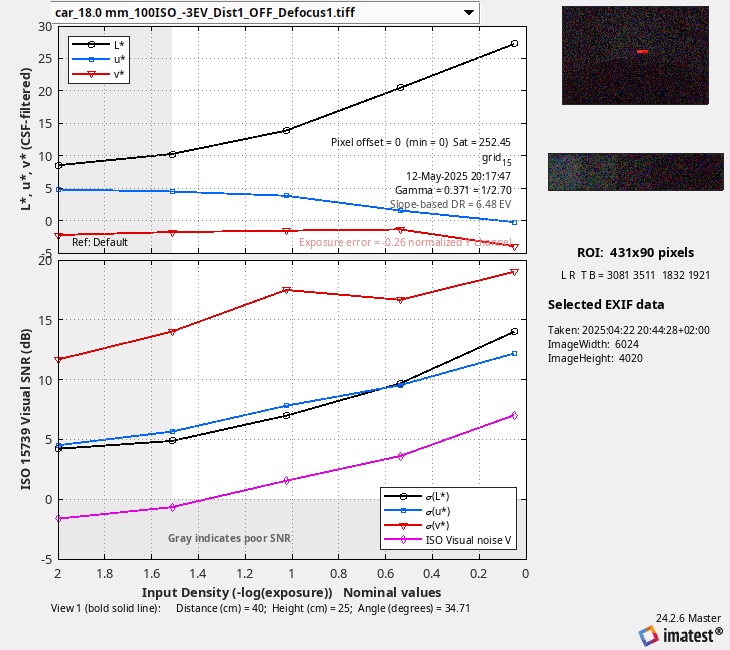 car_18.0 mm_100ISO_-3EV_Dist1_OFF_Defocus1.tiff
30
25
20
15
10
5
0
-5
L*, u*, v* (CSF-filtered)
L*
u*
v*
Pixel offset = 0 (min = 0) Sat = 252.45
grid15
12-May-2025 20:17:47
Gamma = 0.371 = 1/2.70
Slope-based DR = 6.48 EV
Ref: Default
Exposure error = -0.26 normalized Y channel
20
15
10
5
0
-5
ISO 15739 Visual SNR (dB)
σ(L*)
σ(u*)
σ(v*)
ISO Visual noise V
Gray indicates poor SNR
2 1.8 1.6 1.4 1.2 1 0.8 0.6 0.4 0.2 0
Input Density (-log(exposure)) Nominal values
View 1 (bold solid line): Distance (cm) = 40; Height (cm) = 25; Angle (degrees) = 34.71
ROI: 431x90 pixels
L R T B = 3081 3511 1832 1921
Selected EXIF data
Taken: 2025:04:22 20:44:28+02:00
ImageWidth: 6024
ImageHeight: 4020
24.2.6 Master
imatest®